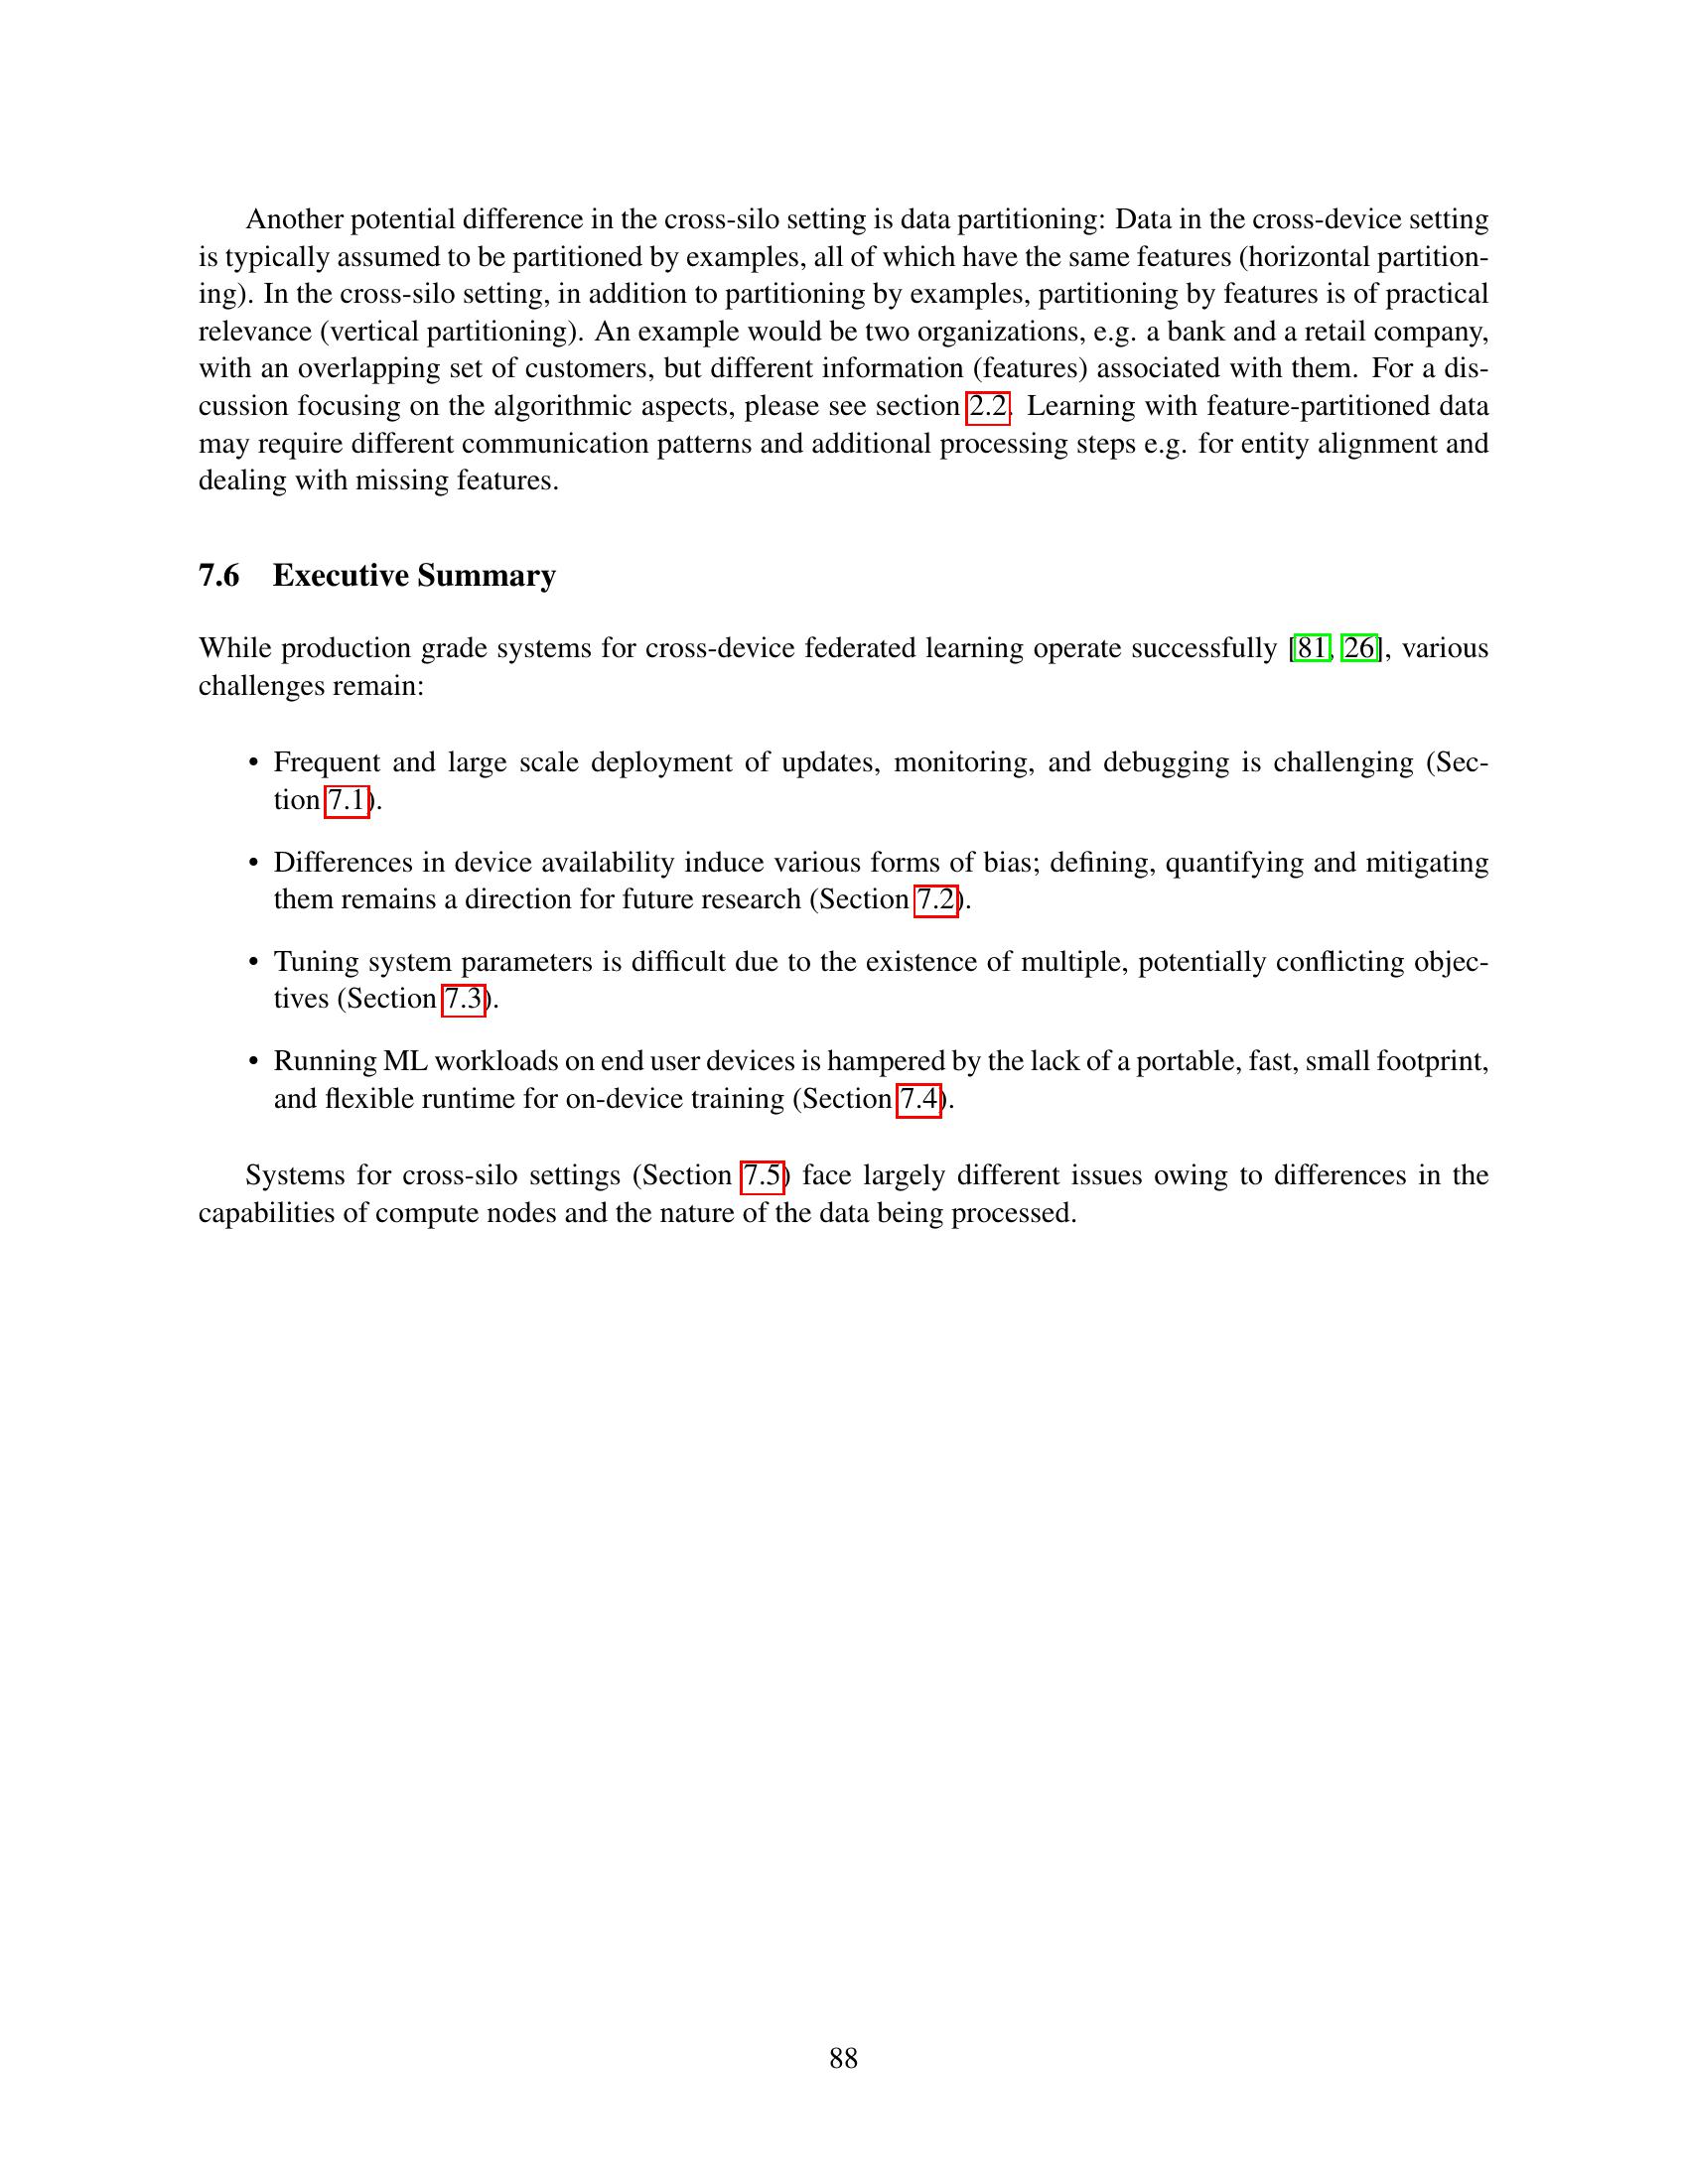 Another potential difference in the cross-silo setting is data partitioning: Data in the cross-device setting
is typically assumed to be partitioned by examples, all of which have the same features (horizontal partition-
ing). In the cross-silo setting, in addition to partitioning by examples, partitioning by features is of practical
relevance (vertical partitioning). An example would be two organizations, e.g. a bank and a retail company,
with an overlapping set of customers, but different information (features) associated with them. For a dis-
cussion focusing on the algorithmic aspects, please see section 2.2. Learning with feature-partitioned data
may require different communication patterns and additional processing steps e.g. for entity alignment and
dealing with missing features.
7.6 Executive Summary
While production grade systems for cross-device federated learning operate successfully [81, 26], various
challenges remain:
• Frequent and large scale deployment of updates, monitoring, and debugging is challenging (Sec-
tion 7.1).
• Differences in device availability induce various forms of bias; defining, quantifying and mitigating
them remains a direction for future research (Section 7.2).
• Tuning system parameters is difficult due to the existence of multiple, potentially conflicting objec-
tives (Section 7.3).
• Running ML workloads on end user devices is hampered by the lack of a portable, fast, small footprint,
and flexible runtime for on-device training (Section 7.4).
Systems for cross-silo settings (Section 7.5) face largely different issues owing to differences in the
capabilities of compute nodes and the nature of the data being processed.
88